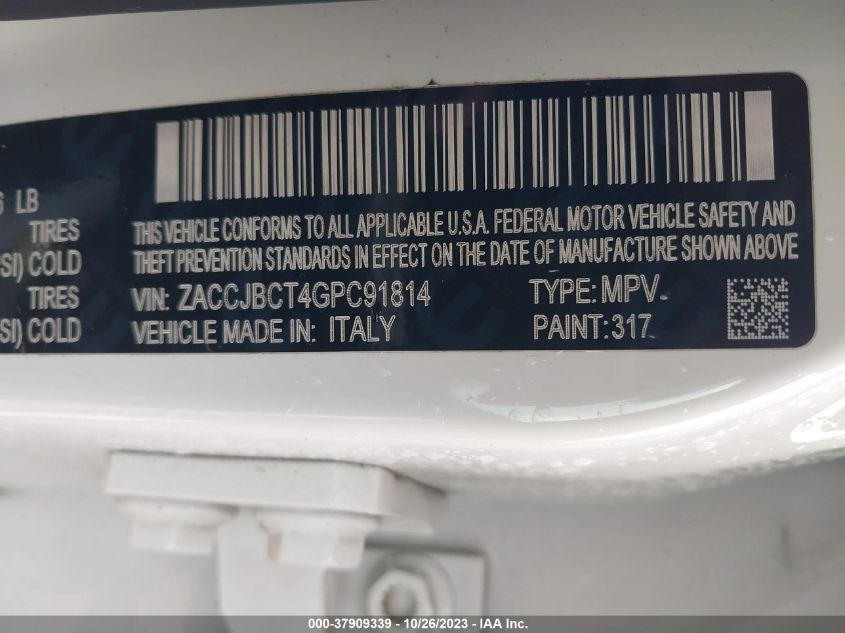 6 LB
TIRES
SI) COLD
TIRES
SI) COLD
THIS VEHICLE CONFORMS TO ALL APPLICABLE U.S.A. FEDERAL MOTOR VEHICLE SAFETY AND
THEFT PREVENTION STANDARDS IN EFFECT ON THE DATE OF MANUFACTURE SHOWN ABOVE
VIN: ZACCJBCT4GPC91814 TYPE: MPV
VEHICLE MADE IN: ITALY PAINT:317
000-37909339 - 10/26/2023 - IAA Inc.